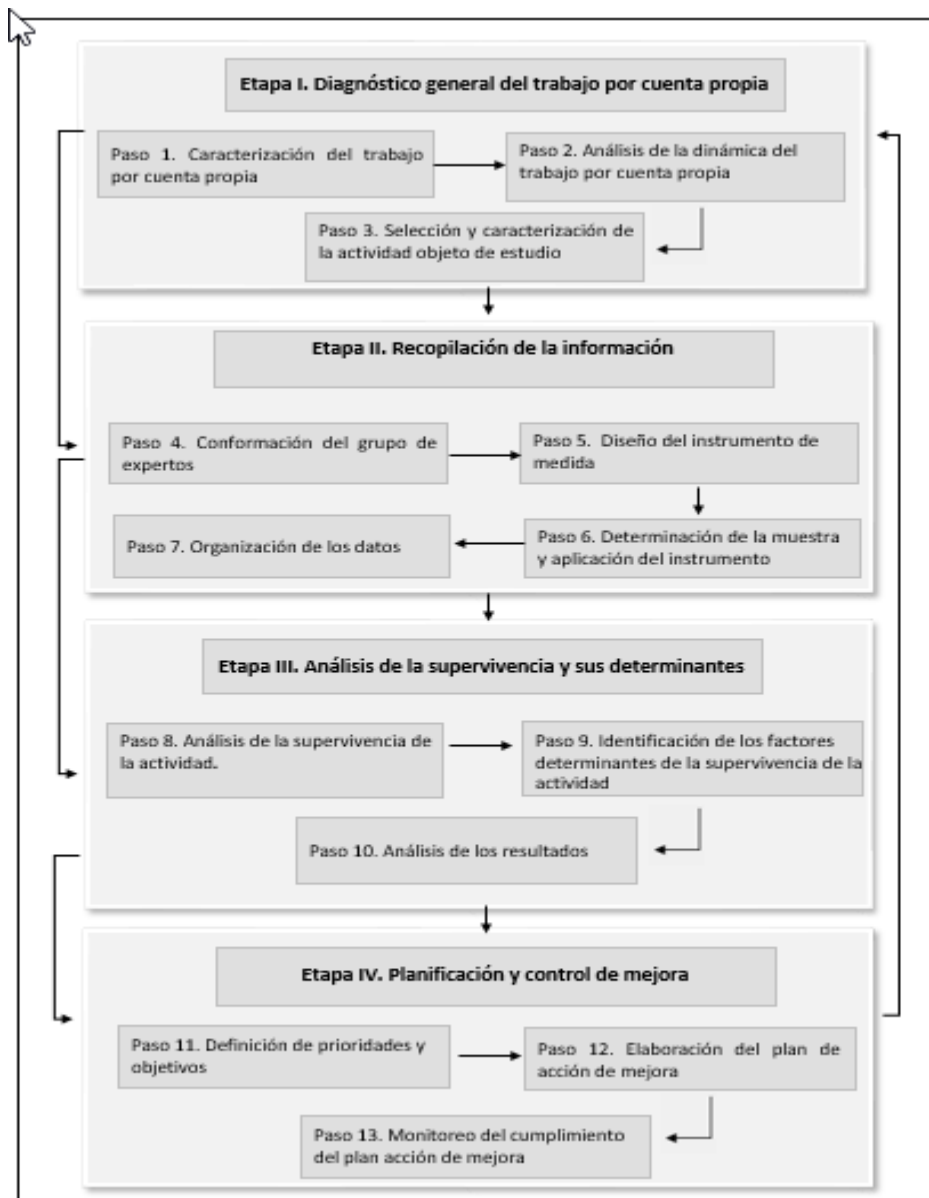 Etapa I. Diagnóstico general del trabajo por cuenta propia
Paso 1. Caracterización del trabajo
por cuenta propia
Paso 2. Análisis de la dinámica del
trabajo por cuenta propia
Paso 3. Selección y caracterización de
la actividad objeto de estudio
Etapa II. Recopilación de la información
Paso 4. Conformación del grupo de
expertos
Paso 5. Diseño del instrumento de
medida
Paso 6. Determinación de la muestra
y aplicación del instrumento
Paso 7. Organización de los datos
Etapa III. Análisis de la supervivencia y sus determinantes
Paso 8. Análisis de la supervivencia de
la actividad.
Paso 9. Identificación de los factores
determinantes de la supervivencia de la
actividad
Paso 10. Análisis de los resultados
Etapa IV. Planificación y control de mejora
Paso 11. Definición de prioridades y
objetivos
Paso 12. Elaboración del plan de
acción de mejora
Paso 13. Monitoreo del cumplimiento
del plan acción de mejora